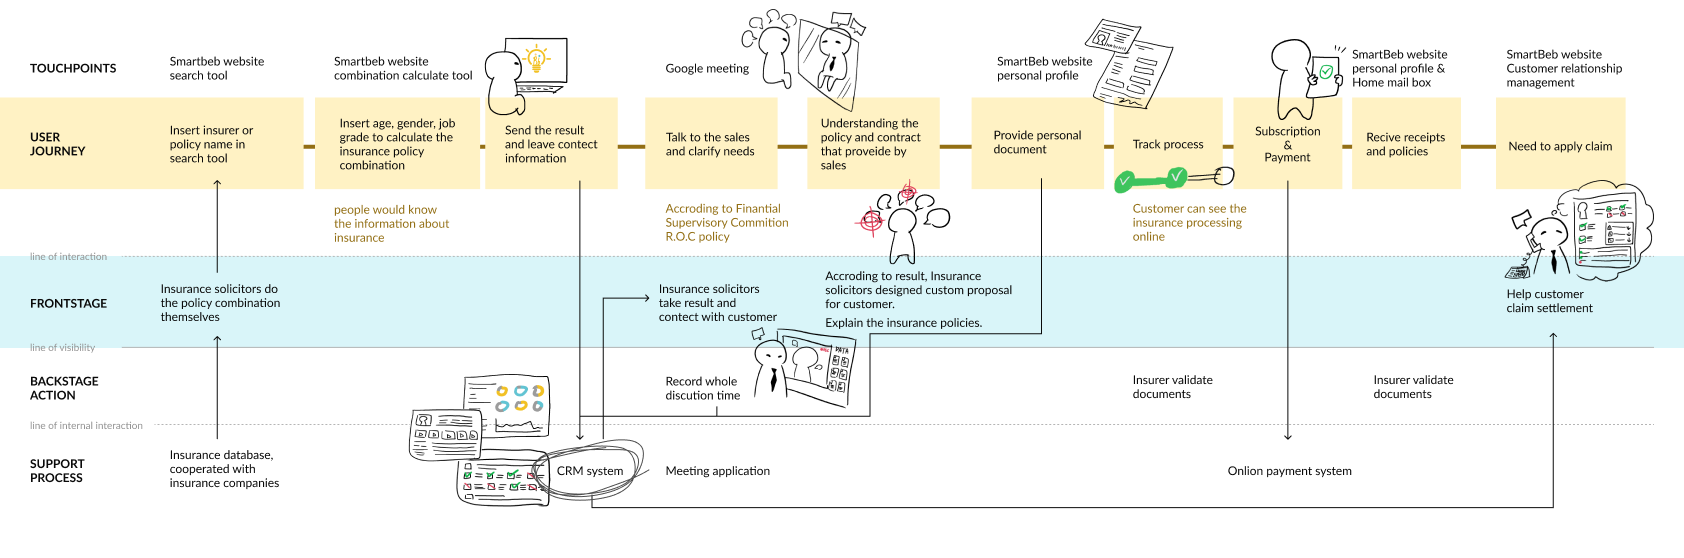 TOUCHPOINTS
Smartbeb website
search tool
Smartbeb website
combination calculate tool
Google meeting
SmartBeb website
personal profile
SmartBeb website
personal profile &
Home mail box
SmartBeb website
Customer relationship
management
USER
JOURNEY
Insert insurer or
policy name in
search tool
Insert age, gender, job
grade to calculate the
insurance policy
combination
Send the result
and leave contect
information
Talk to the sales
and clarify needs
Understanding the
policy and contract
that proveide by
sales
Provide personal
document
Track process
Subscription
&
Payment
Recive receipts
and policies
Need to apply claim
people would know
the information about
insurance
Accroding to Finantial
Supervisory Commition
R.O.C policy
Customer can see the
insurance processing
online
line of interaction
FRONTSTAGE
Insurance solicitors do
the policy combination
themselves
Insurance solicitors
take result and
contect with customer
Accroding to result, Insurance
solicitors designed custom proposal
for customer.
Explain the insurance policies.
Help customer
claim settlement
line of visibility
BACKSTAGE
ACTION
Record whole
discution time
DATA
Insurer validate
documents
Insurer validate
documents
line of internal interaction
SUPPORT
PROCESS
Insurance database,
cooperated with
insurance companies
CRM system
Meeting application
Onlion payment system